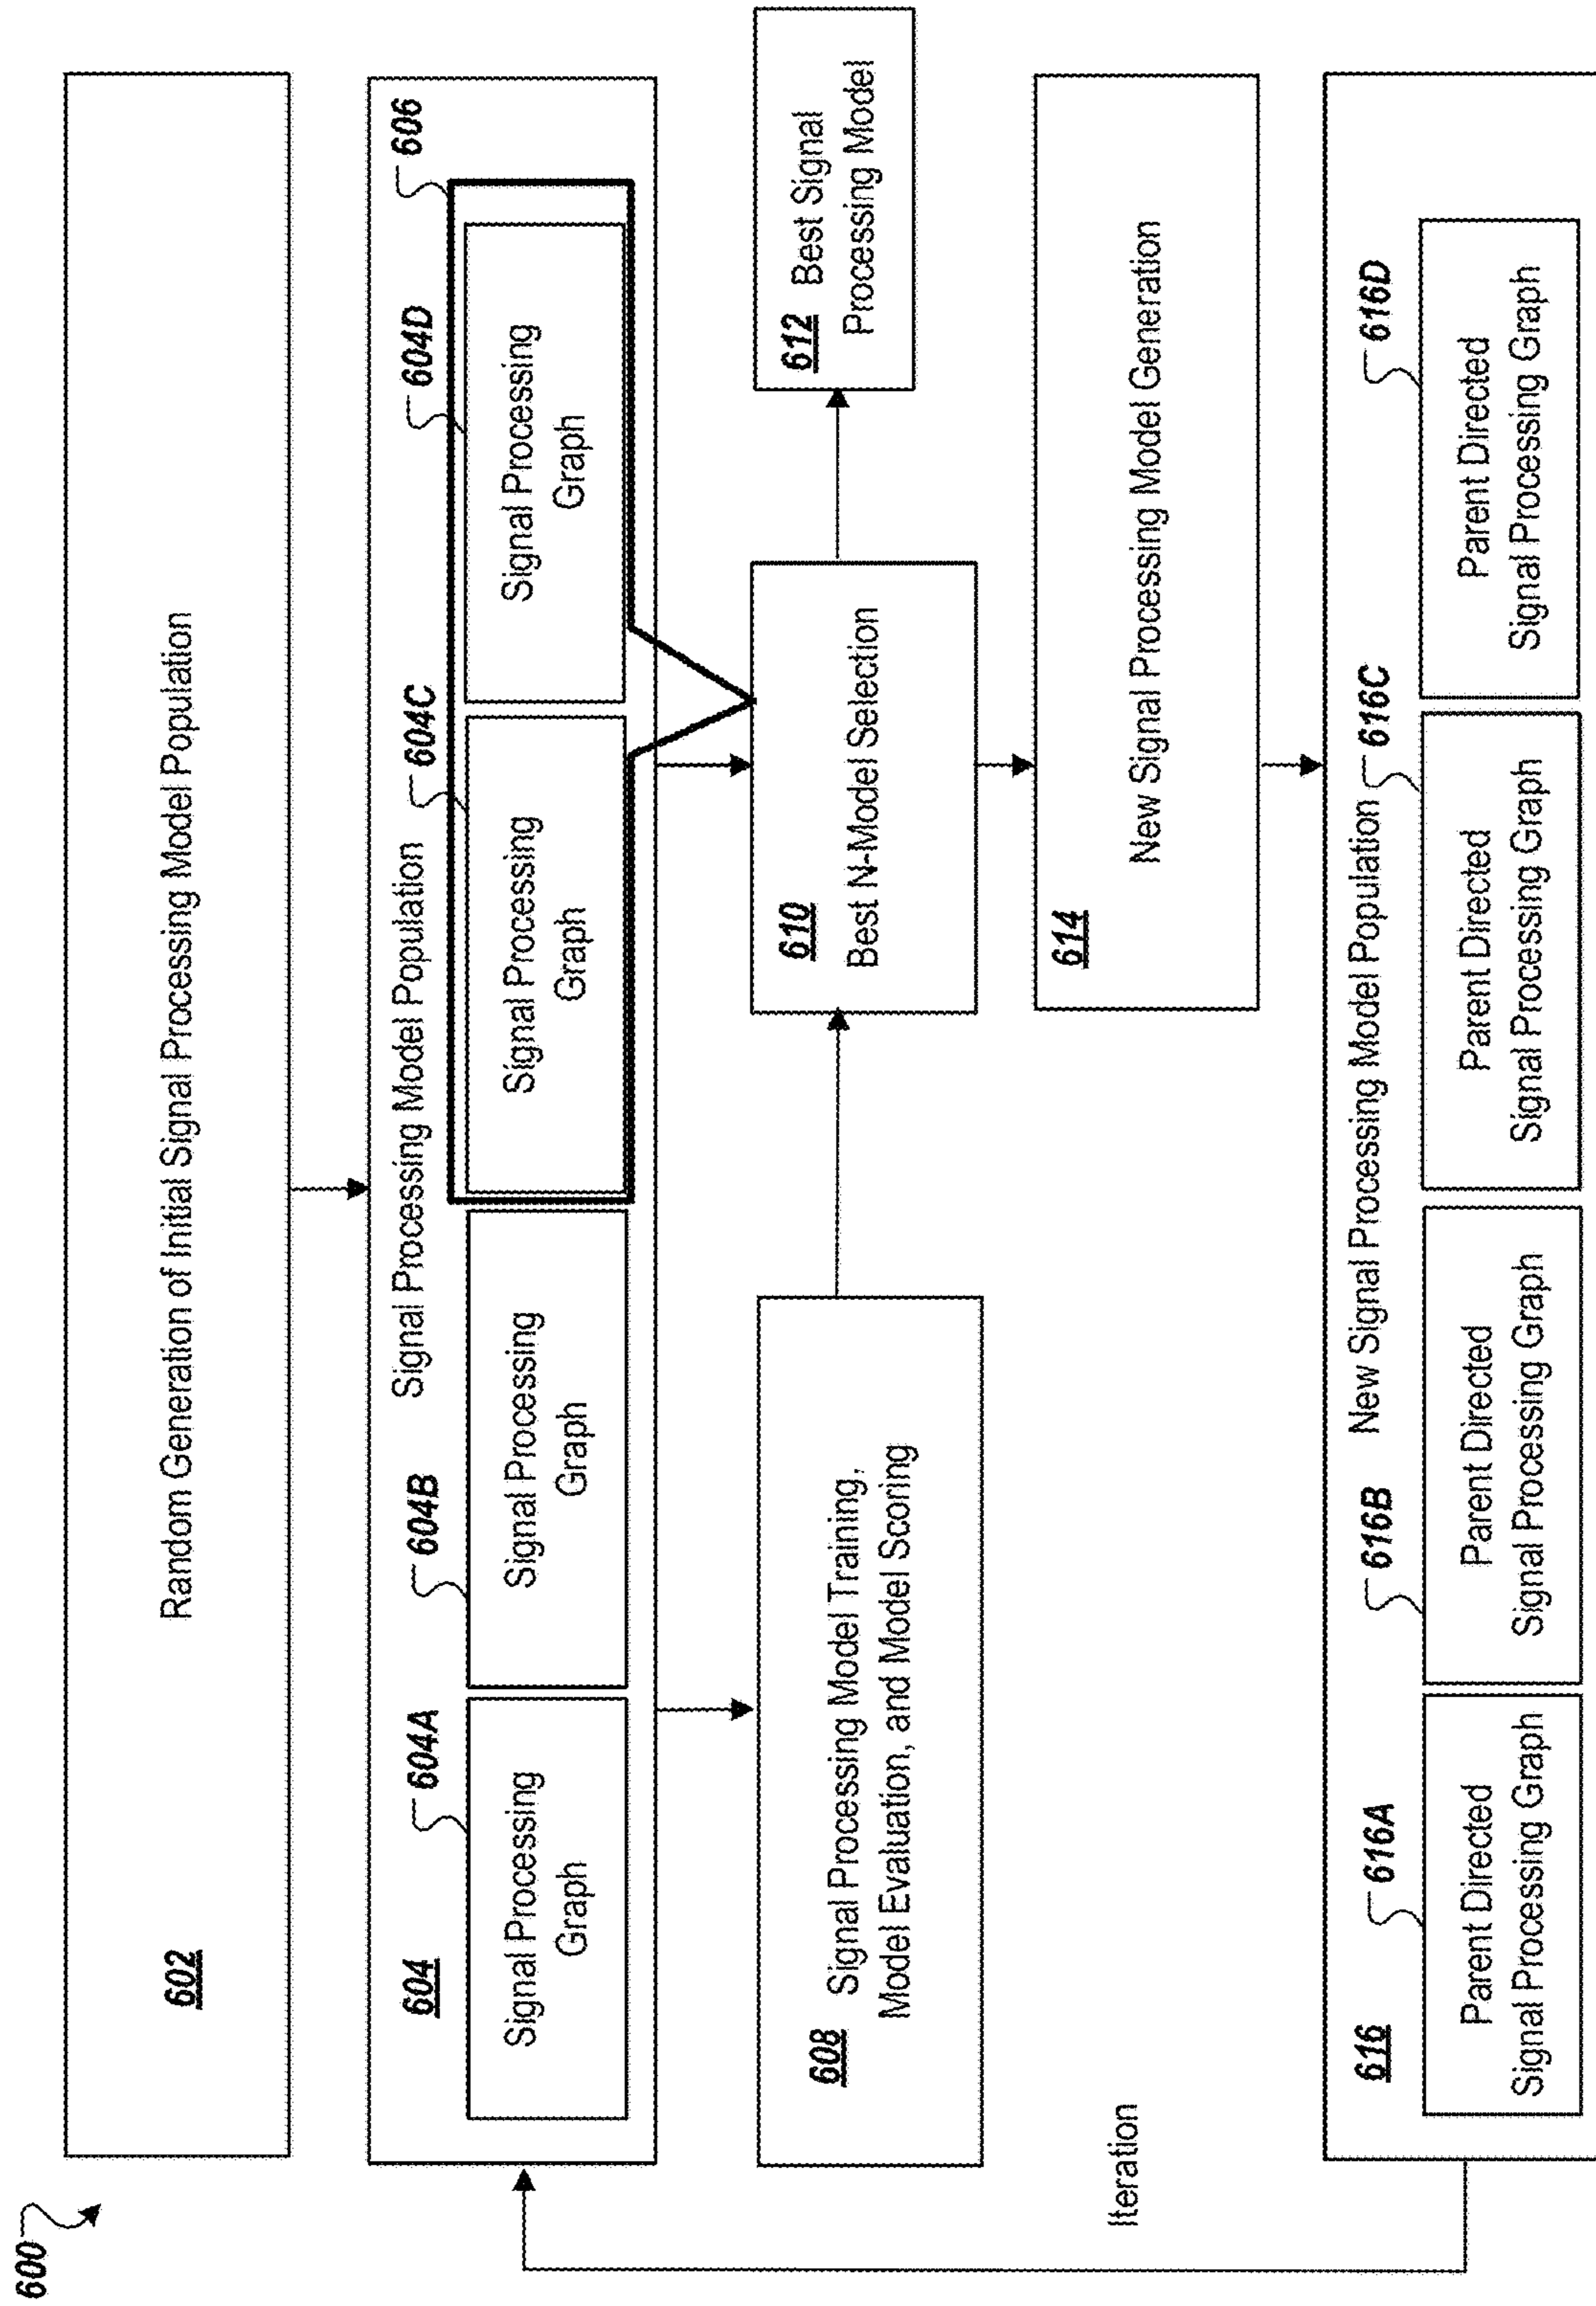 600
602
Random Generation of Initial Signal Processing Model Population
604
Signal Processing Model Population
606
604A
604B
604C
604D
Signal Processing
Graph
Signal Processing
Graph
Signal Processing
Graph
Signal Processing
Graph
608 Signal Processing Model Training,
Model Evaluation, and Model Scoring
610
Best N-Model Selection
612 Best Signal
Processing Model
614
New Signal Processing Model Generation
Iteration
616
New Signal Processing Model Population
616A
616B
616C
616D
Parent Directed
Signal Processing Graph
Parent Directed
Signal Processing Graph
Parent Directed
Signal Processing Graph
Parent Directed
Signal Processing Graph